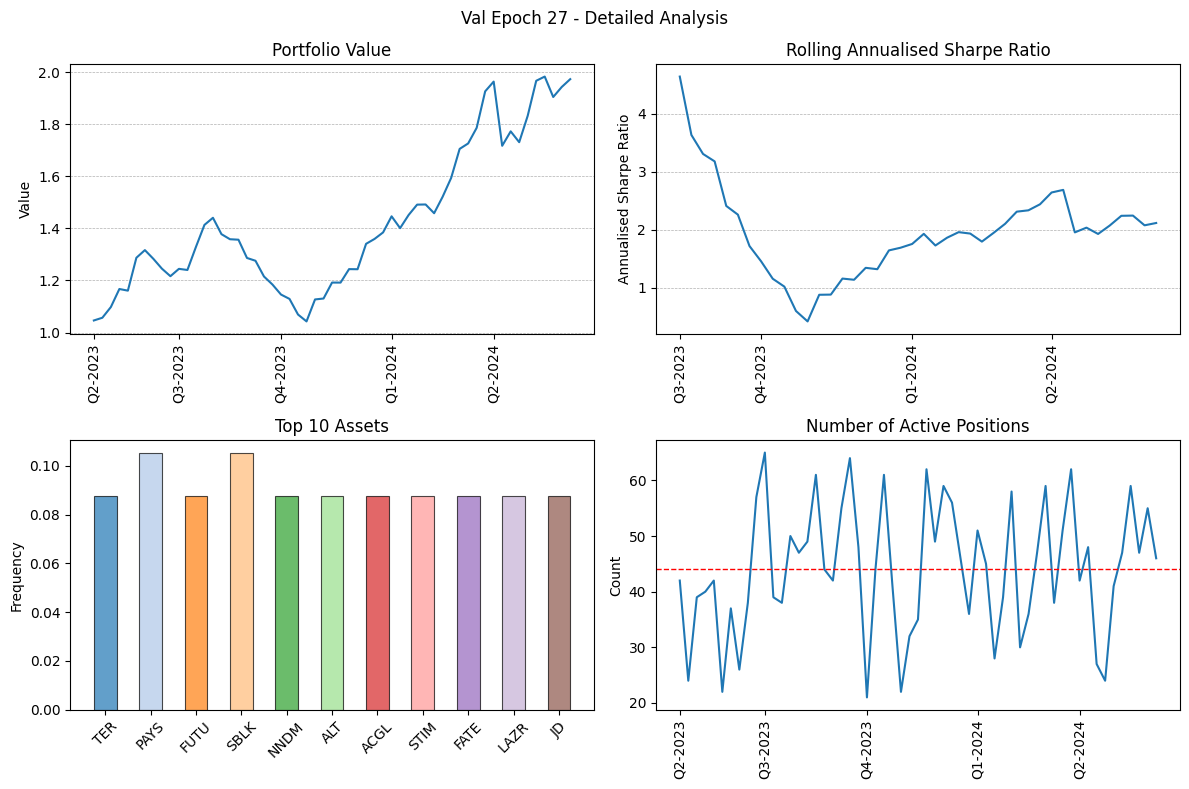 Val Epoch 27 - Detailed Analysis
Portfolio Value
Value
2.0
1.8
1.6
1.4
1.2
1.0
Q2-2023
Q3-2023
Q4-2023
Q1-2024
Q2-2024
Rolling Annualised Sharpe Ratio
Annualised Sharpe Ratio
4
3
2
1
Q3-2023
Q4-2023
Q1-2024
Q2-2024
Top 10 Assets
Frequency
0.10
0.08
0.06
0.04
0.02
0.00
TER
PAYS
FUTU
SBLK
NNDM
ALT
ACGL
STIM
FATE
LAZR
JD
Number of Active Positions
Count
60
50
40
30
20
Q2-2023
Q3-2023
Q4-2023
Q1-2024
Q2-2024